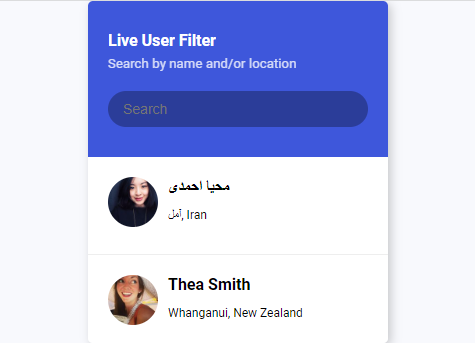 Live User Filter
Search by name and/or location
Search
محیا احمدی
آمل, Iran
Thea Smith
Whanganui, New Zealand